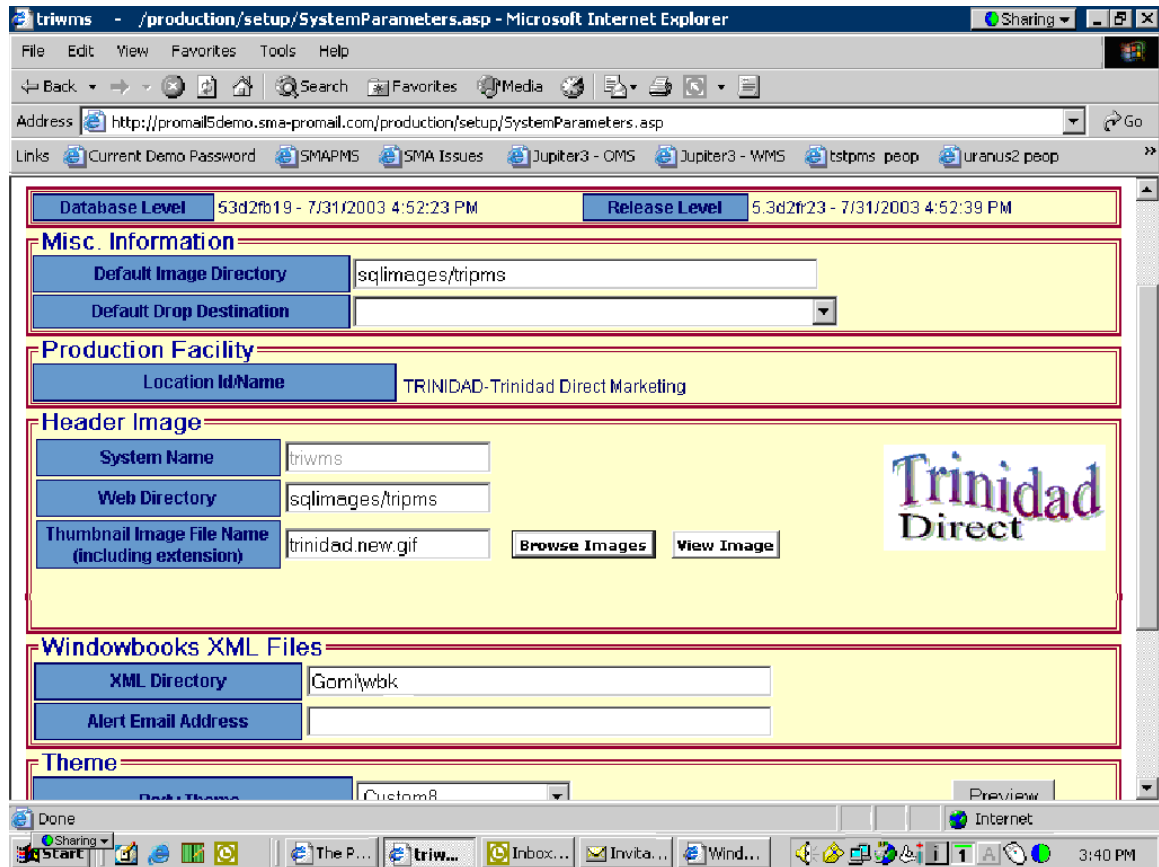 triwms - /production/setup/SystemParameters.asp - Microsoft Internet Explorer
Sharing
File Edit View Favorites Tools Help
Back Search Favorites Media
Address http://promail5demo.sma-promail.com/production/setup/SystemParameters.asp Go
Links Current Demo Password SMAPMS SMA Issues Jupiter3 - OMS Jupiter3 - WMS tstpms peop uranus2 peop »
Database Level 53d2fb19 - 7/31/2003 4:52:23 PM Release Level 5.3d2fr23 - 7/31/2003 4:52:39 PM
Misc. Information
Default Image Directory sqlimages/tripms
Default Drop Destination
Production Facility
Location Id/Name TRINIDAD-Trinidad Direct Marketing
Header Image
System Name triwms
Trinidad
Direct
Web Directory sqlimages/tripms
Thumbnail Image File Name
(including extension) trinidad.new.gif Browse Images View Image
Windowbooks XML Files
XML Directory Gomi\wbk
Alert Email Address
Theme
Body Theme Custom8 Preview
Done Internet
Sharing
Start The P... triw... Inbox... Invita... Wind... 3:40 PM